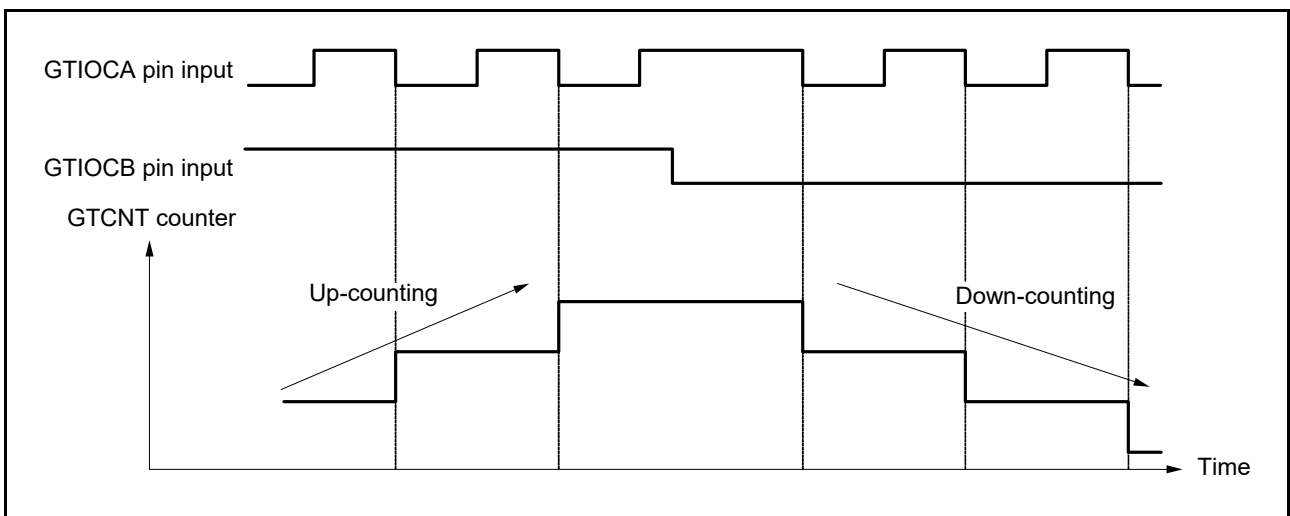 GTIOCA pin input
GTIOCB pin input
GTCNT counter
Up-counting
Down-counting
Time